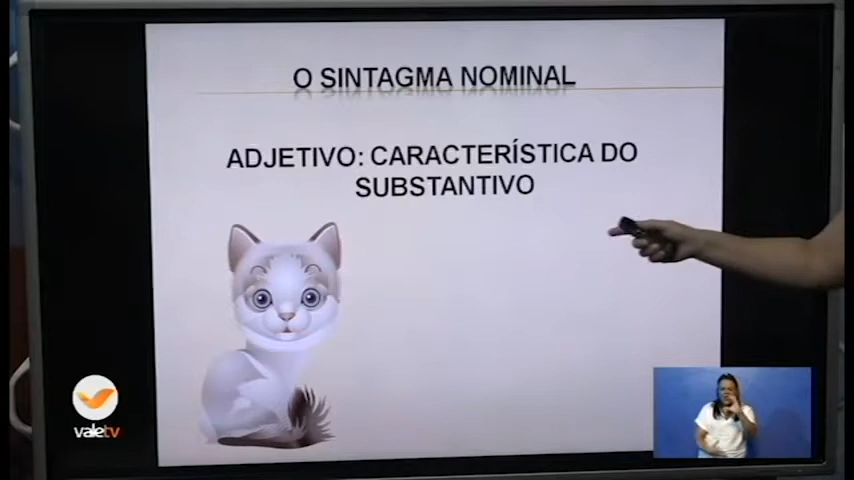 O SINTAGMA NOMINAL
ADJETIVO: CARACTERÍSTICA DO
SUBSTANTIVO
valetv